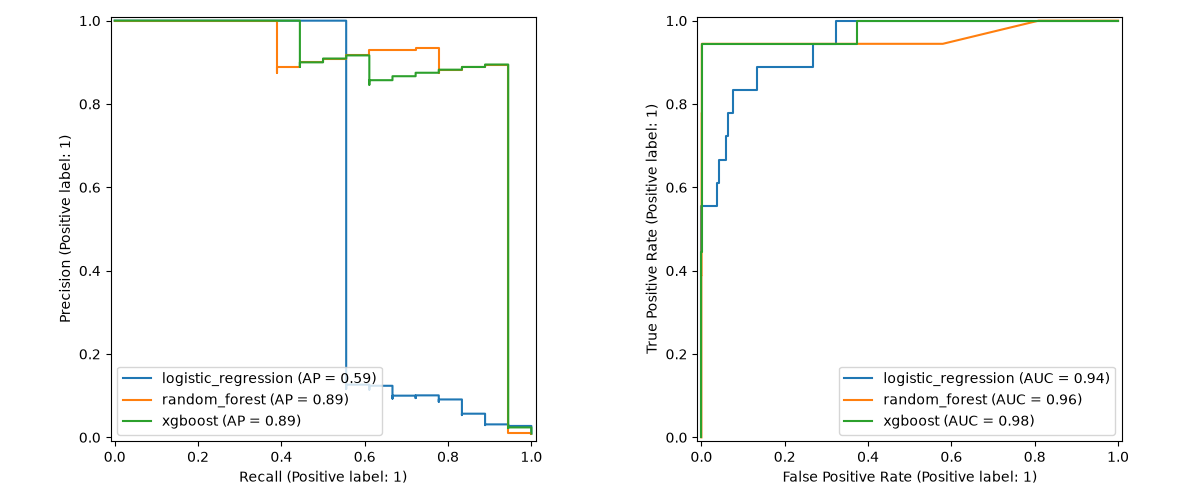 1.0
0.8
0.6
0.4
0.2
0.0
Precision (Positive label: 1)
logistic_regression (AP = 0.59)
random_forest (AP = 0.89)
xgboost (AP = 0.89)
0.0 0.2 0.4 0.6 0.8 1.0
Recall (Positive label: 1)
1.0
0.8
0.6
0.4
0.2
0.0
True Positive Rate (Positive label: 1)
logistic_regression (AUC = 0.94)
random_forest (AUC = 0.96)
xgboost (AUC = 0.98)
0.0 0.2 0.4 0.6 0.8 1.0
False Positive Rate (Positive label: 1)